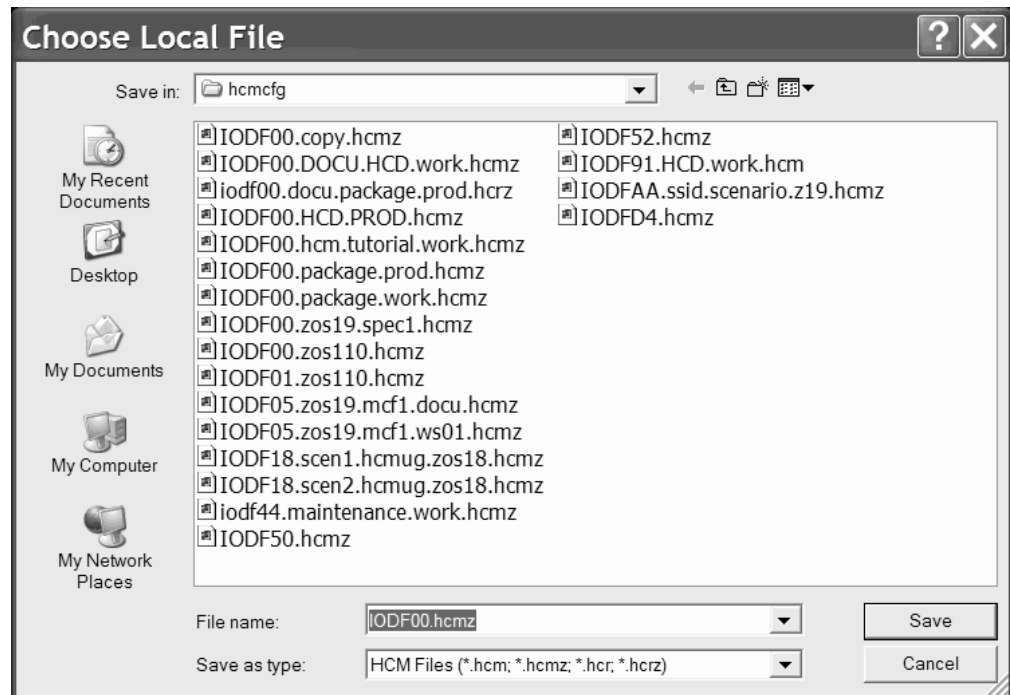 Choose Local File
Save in: hcmcfg
My Recent
Documents
Desktop
My Documents
My Computer
My Network
Places
IODF00.copy.hcmz
IODF00.DOCU.HCD.work.hcmz
iodf00.docu.package.prod.hcrz
IODF00.HCD.PROD.hcmz
IODF00.hcm.tutorial.work.hcmz
IODF00.package.prod.hcmz
IODF00.package.work.hcmz
IODF00.zos19.spec1.hcmz
IODF00.zos110.hcmz
IODF01.zos110.hcmz
IODF05.zos19.mcf1.docu.hcmz
IODF05.zos19.mcf1.ws01.hcmz
IODF18.scen1.hcmug.zos18.hcmz
IODF18.scen2.hcmug.zos18.hcmz
iodf44.maintenance.work.hcmz
IODF50.hcmz
IODF52.hcmz
IODF91.HCD.work.hcm
IODFAA.ssid.scenario.z19.hcmz
IODFD4.hcmz
File name: IODF00.hcmz
Save
Save as type: HCM Files (*.hcm; *.hcmz; *.hcr; *.hcrz)
Cancel